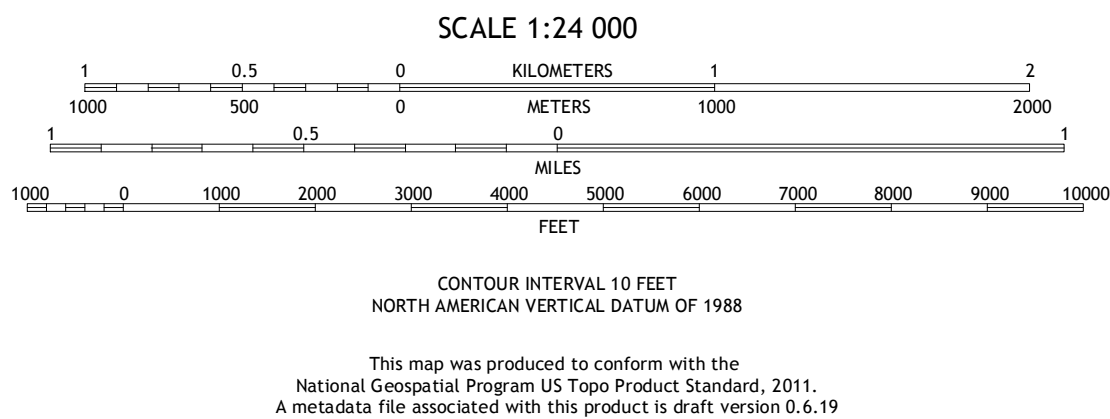 SCALE 1:24 000
1 0.5 0 KILOMETERS 1 2
1000 500 0 METERS 1000 2000
1 0.5 0 1
MILES
1000 0 1000 2000 3000 4000 5000 6000 7000 8000 9000 10000
FEET
CONTOUR INTERVAL 10 FEET
NORTH AMERICAN VERTICAL DATUM OF 1988
This map was produced to conform with the
National Geospatial Program US Topo Product Standard, 2011.
A metadata file associated with this product is draft version 0.6.19